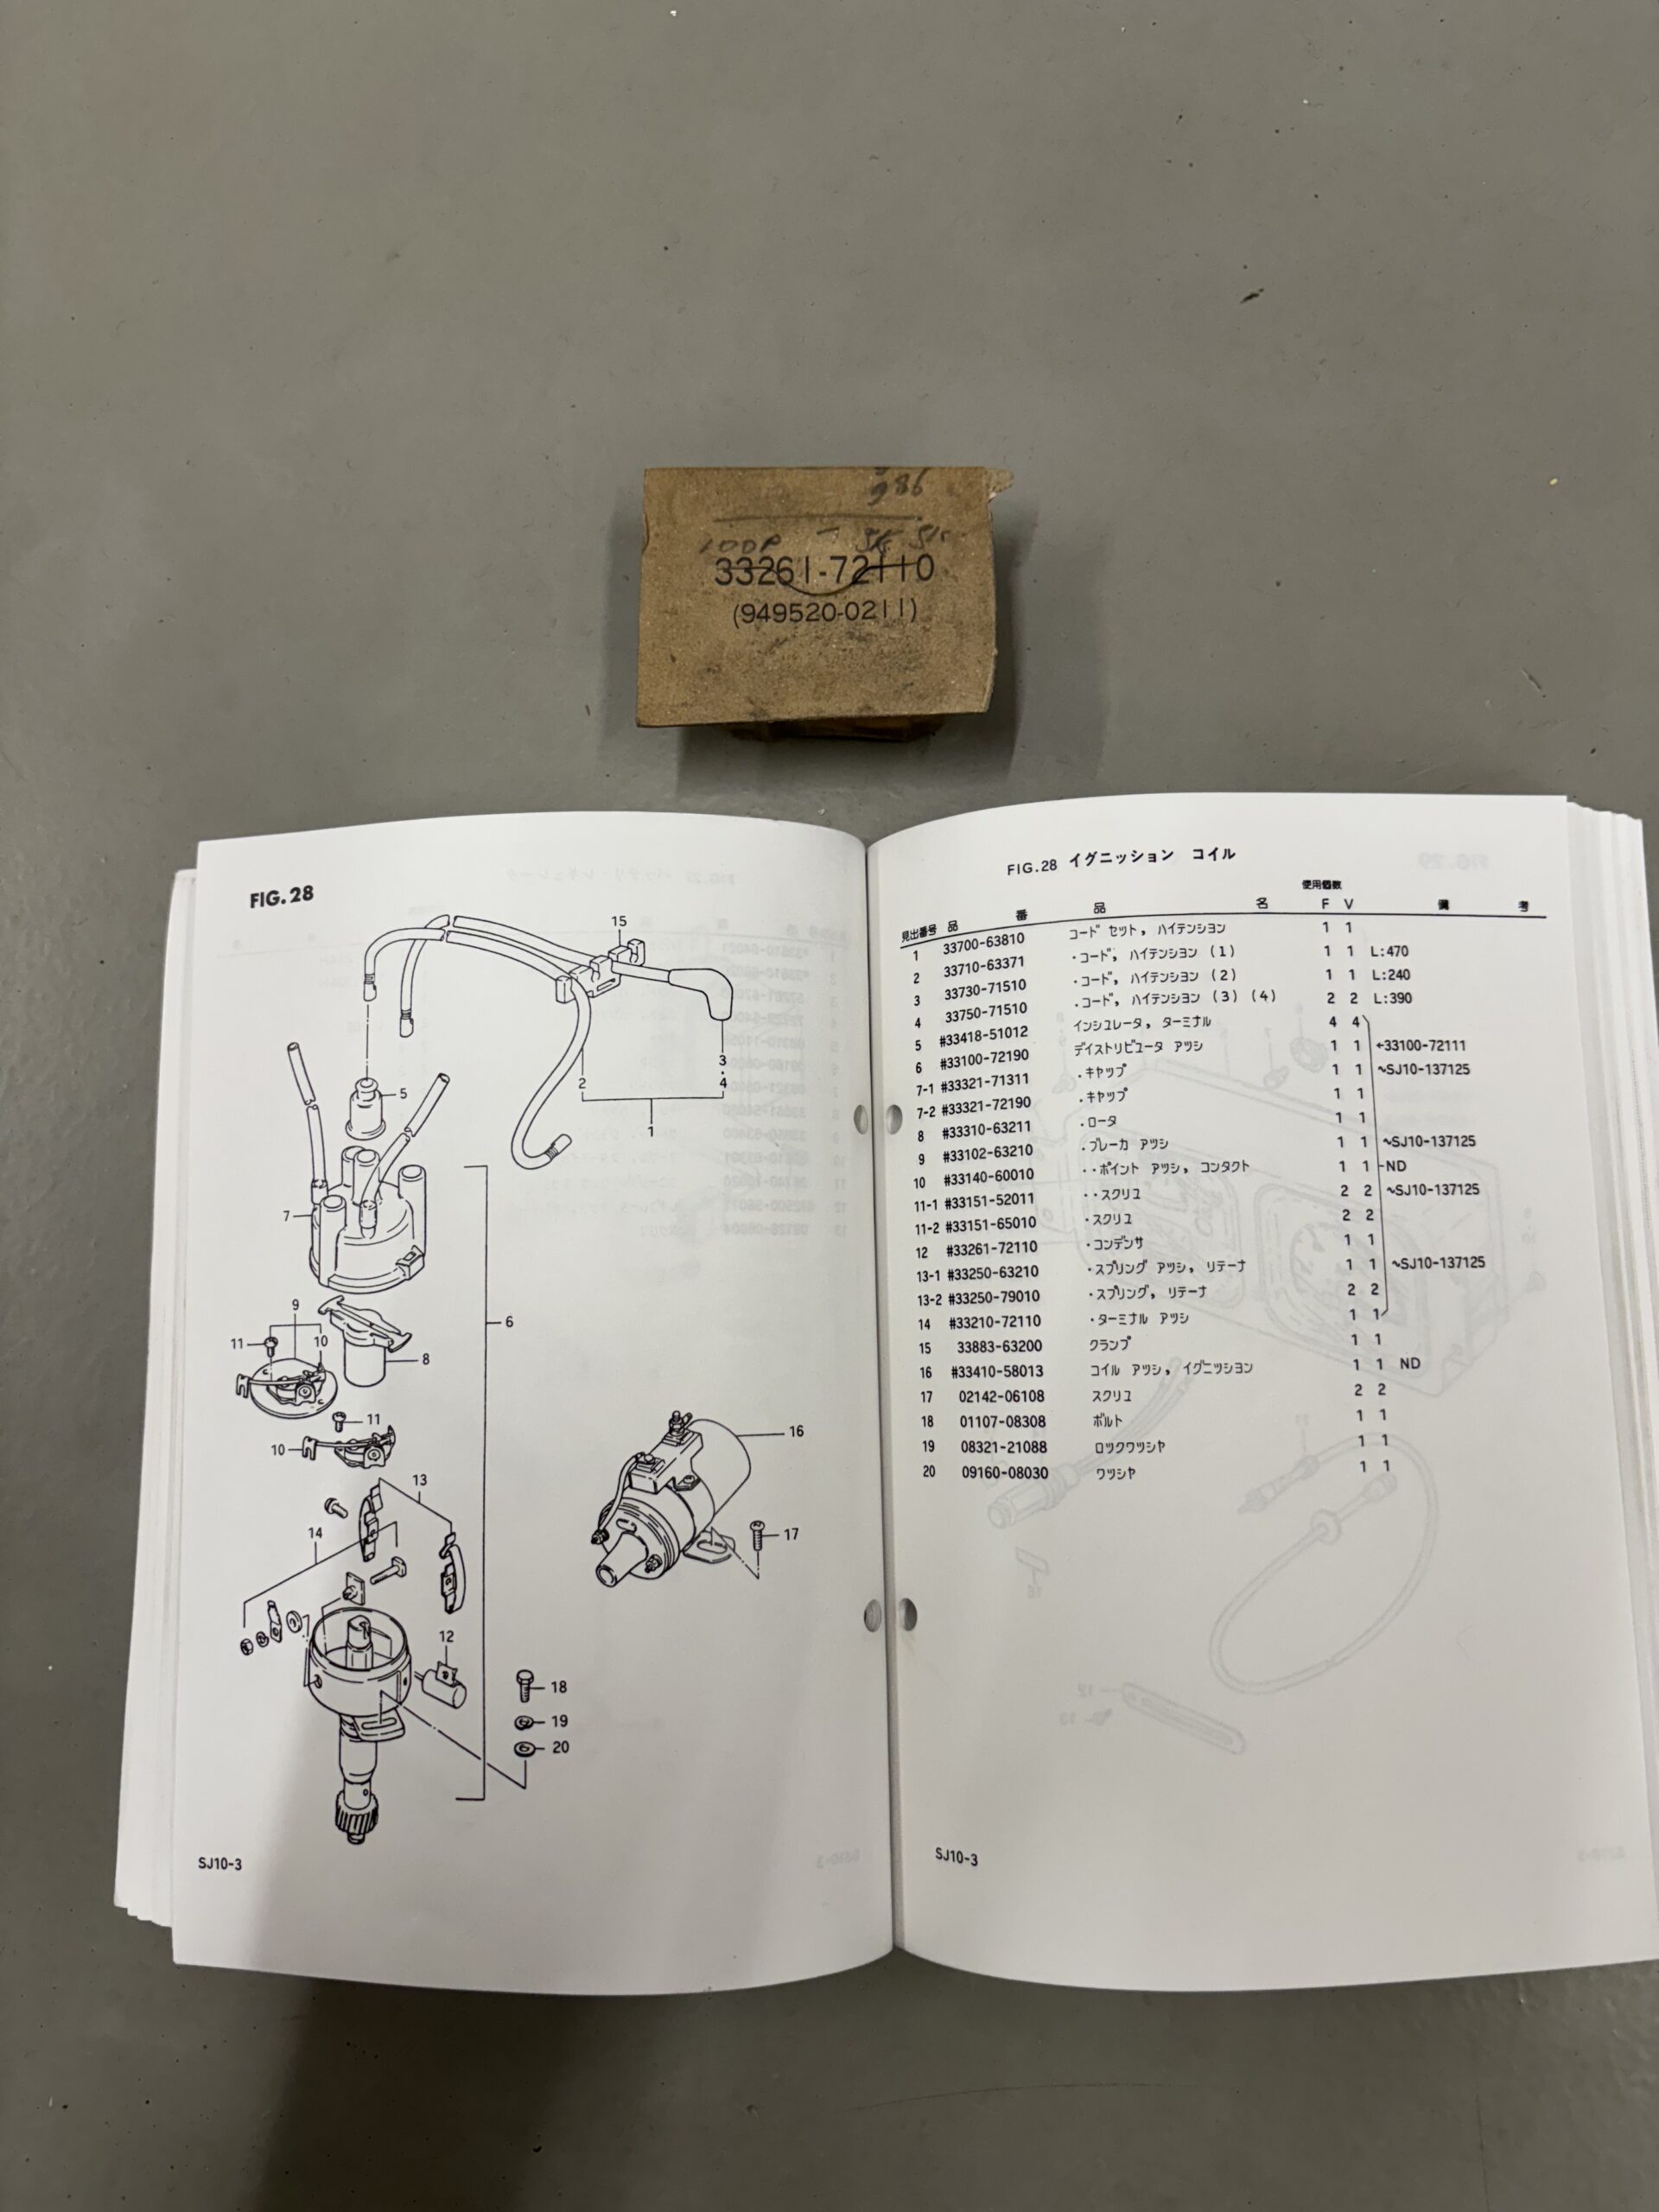 986
33261-72110
(949520-0211)
FIG.28
15
3
4
2
1
5
7
6
9
11
10
8
11
10
13
14
16
17
12
18
19
20
SJ10-3
FIG.28 イグニッション コイル
使用個数
見出番号 品 番 品 名 F V 備 考
1 33700-63810 コード セット, ハイテンション 1 1
2 33710-63371 ・コード, ハイテンション (1) 1 1 L:470
3 33730-71510 ・コード, ハイテンション (2) 1 1 L:240
4 33750-71510 ・コード, ハイテンション (3) (4) 2 2 L:390
5 #33418-51012 インシュレータ, ターミナル 4 4
6 #33100-72190 デイストリビュータ アツシ 1 1 ←33100-72111
7-1 #33321-71311 ・キヤップ 1 1 ~SJ10-137125
7-2 #33321-72190 ・キヤップ 1 1
8 #33310-63211 ・ロータ 1 1
9 #33102-63210 ・ブレーカ アツシ 1 1 ~SJ10-137125
10 #33140-60010 ・・ポイント アツシ, コンタクト 1 1 ND
11-1 #33151-52011 ・・スクリュ 2 2 ~SJ10-137125
11-2 #33151-65010 ・スクリュ 2 2
12 #33261-72110 ・コンデンサ 1 1
13-1 #33250-63210 ・スプリング アツシ, リテーナ 1 1 ~SJ10-137125
13-2 #33250-79010 ・スプリング, リテーナ 2 2
14 #33210-72110 ・ターミナル アツシ 1 1
15 33883-63200 クランプ 1 1
16 #33410-58013 コイル アツシ, イグニツシヨン 1 1 ND
17 02142-06108 スクリュ 2 2
18 01107-08308 ボルト 1 1
19 08321-21088 ロツクワツシヤ 1 1
20 09160-08030 ワツシヤ 1 1
SJ10-3